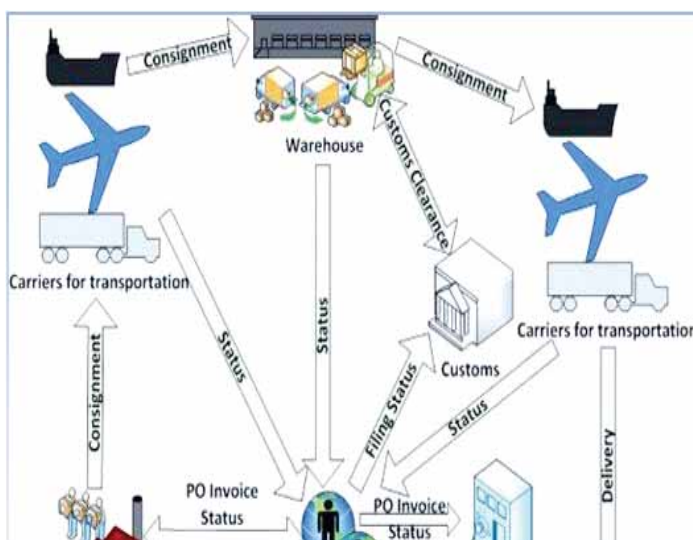 Consignment
Consignment
Warehouse
Customs Clearance
Carriers for transportation
Status
Status
Customs
Carriers for transportation
Consignment
Filing Status
Status
Delivery
PO Invoice
Status
PO Invoice
Status